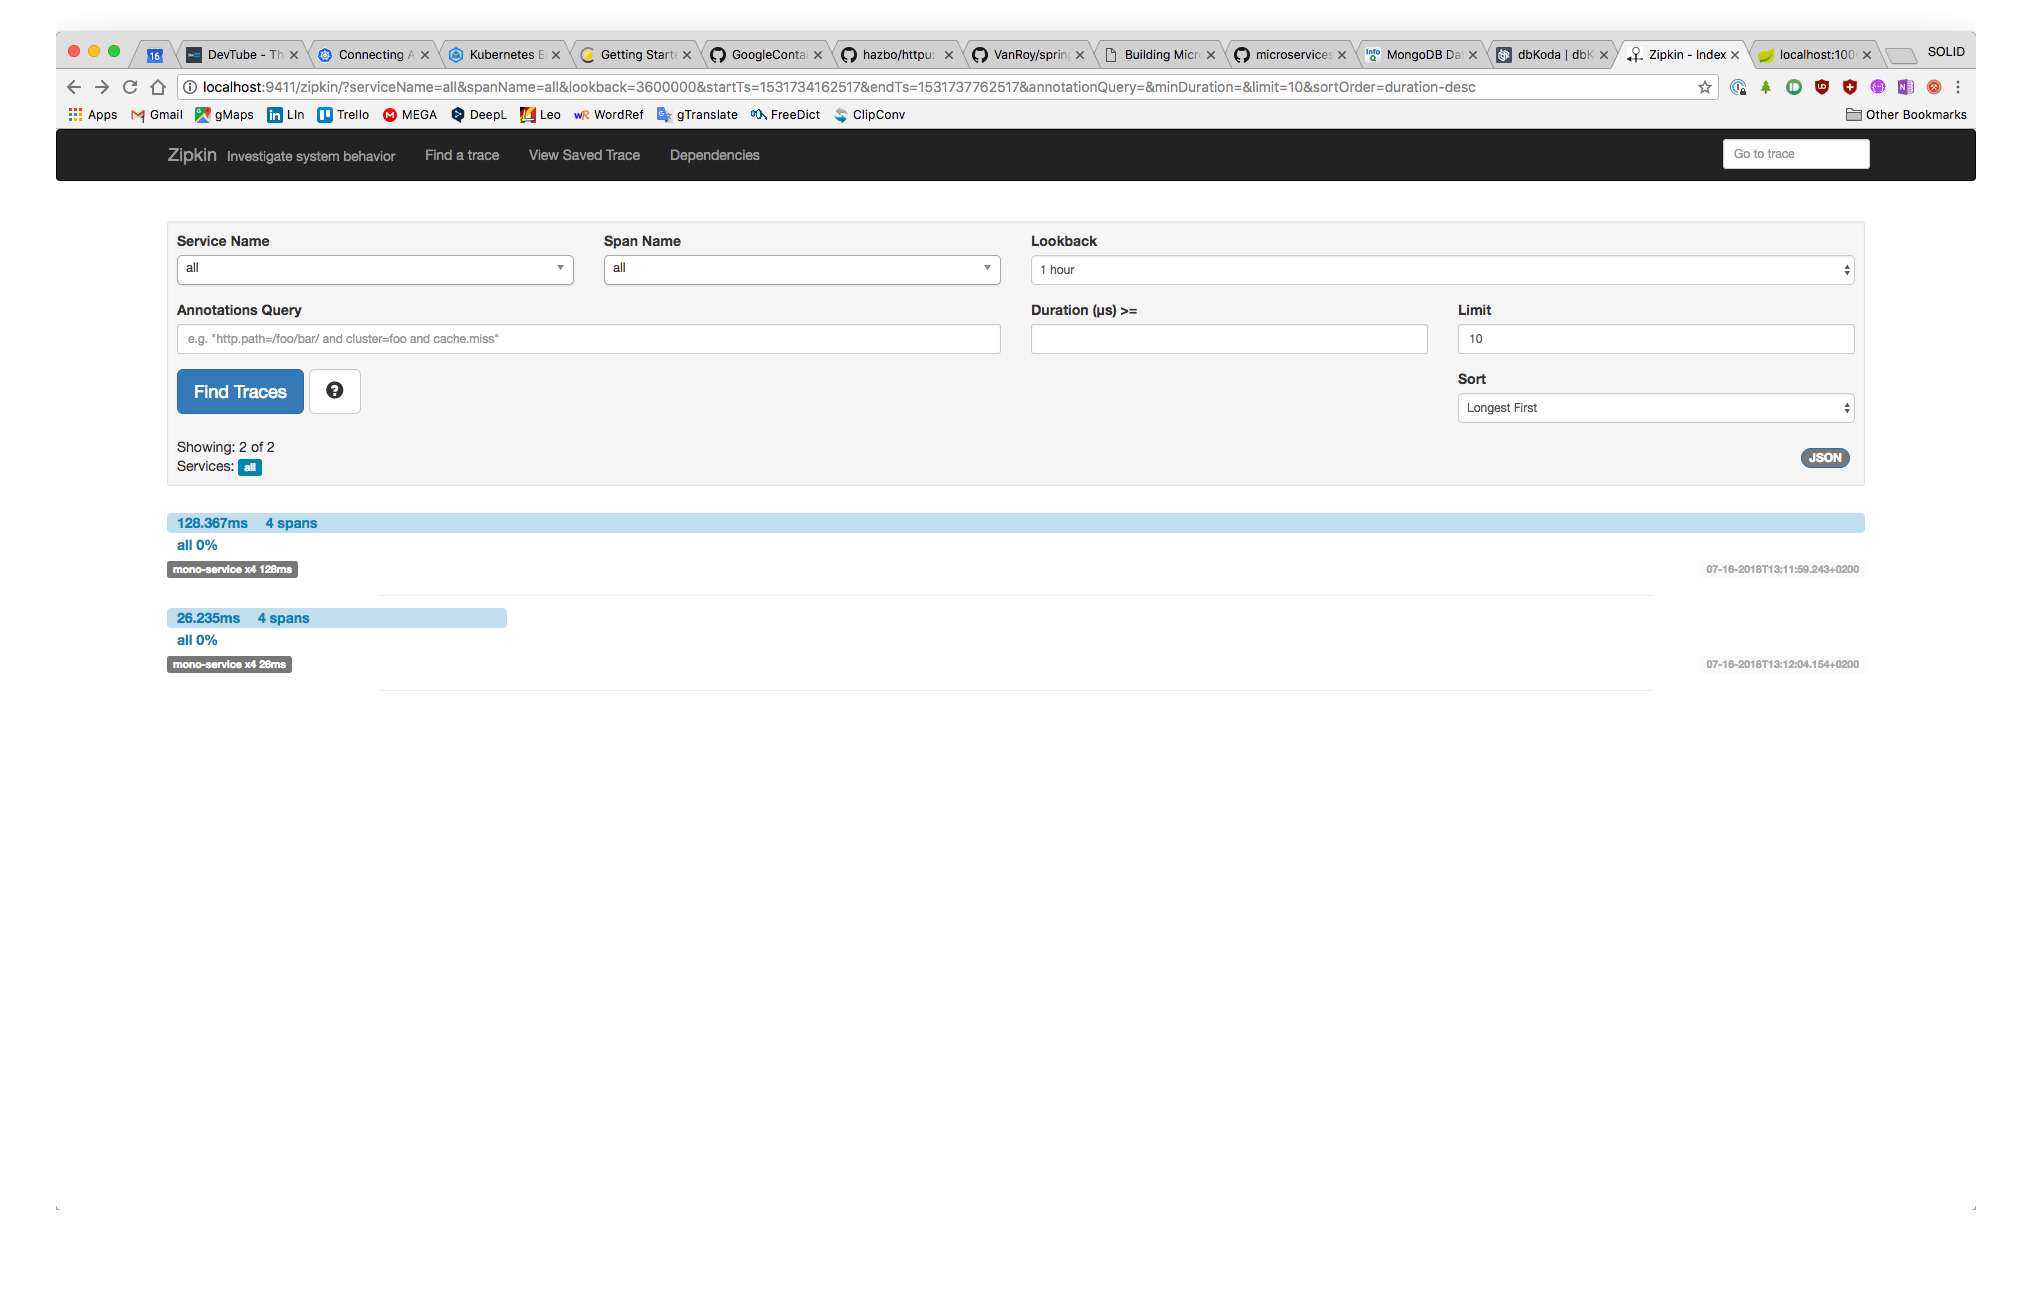 16 DevTube - Th Connecting A Kubernetes E Getting Starte GoogleContai hazbo/httpu: VanRoy/spring Building Micro microservices MongoDB Dat dbKoda | dbK Zipkin - Index localhost:100 SOLID
localhost:9411/zipkin/?serviceName=all&spanName=all&lookback=3600000&startTs=1531734162517&endTs=1531737762517&annotationQuery=&minDuration=&limit=10&sortOrder=duration-desc
Apps Gmail gMaps LIn Trello MEGA DeepL Leo WordRef gTranslate FreeDict ClipConv Other Bookmarks
Zipkin Investigate system behavior Find a trace View Saved Trace Dependencies Go to trace
Service Name Span Name Lookback
all all 1 hour
Annotations Query Duration (µs) >= Limit
e.g. "http.path=/foo/bar/ and cluster=foo and cache.miss" 10
Find Traces Sort
Longest First
Showing: 2 of 2
Services: all JSON
128.367ms 4 spans
all 0%
mono-service x4 128ms 07-16-2018T13:11:59.243+0200
26.235ms 4 spans
all 0%
mono-service x4 26ms 07-16-2018T13:12:04.154+0200